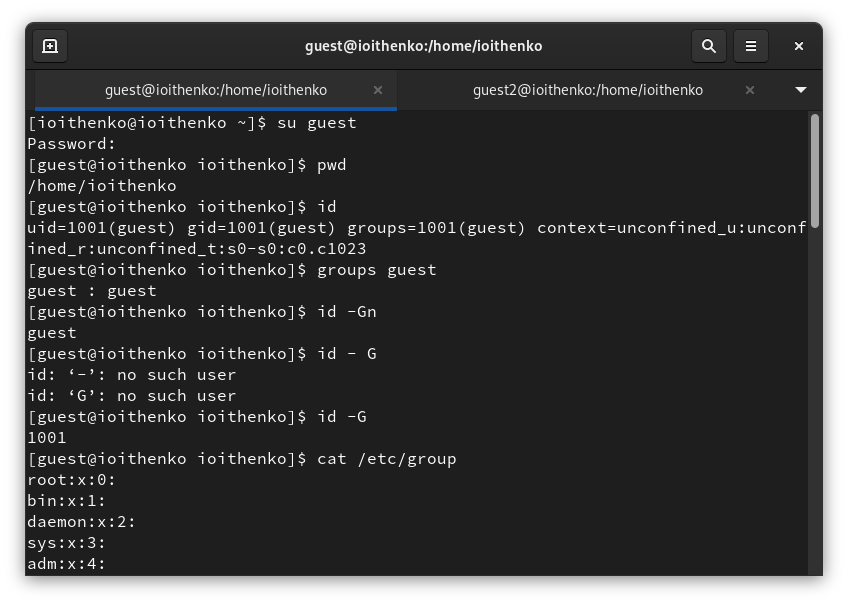 guest@ioithenko:/home/ioithenko
guest@ioithenko:/home/ioithenko
guest2@ioithenko:/home/ioithenko
[ioithenko@ioithenko ~]$ su guest
Password:
[guest@ioithenko ioithenko]$ pwd
/home/ioithenko
[guest@ioithenko ioithenko]$ id
uid=1001(guest) gid=1001(guest) groups=1001(guest) context=unconfined_u:unconf
ined_r:unconfined_t:s0-s0:c0.c1023
[guest@ioithenko ioithenko]$ groups guest
guest : guest
[guest@ioithenko ioithenko]$ id -Gn
guest
[guest@ioithenko ioithenko]$ id - G
id: ‘-’: no such user
id: ‘G’: no such user
[guest@ioithenko ioithenko]$ id -G
1001
[guest@ioithenko ioithenko]$ cat /etc/group
root:x:0:
bin:x:1:
daemon:x:2:
sys:x:3:
adm:x:4: